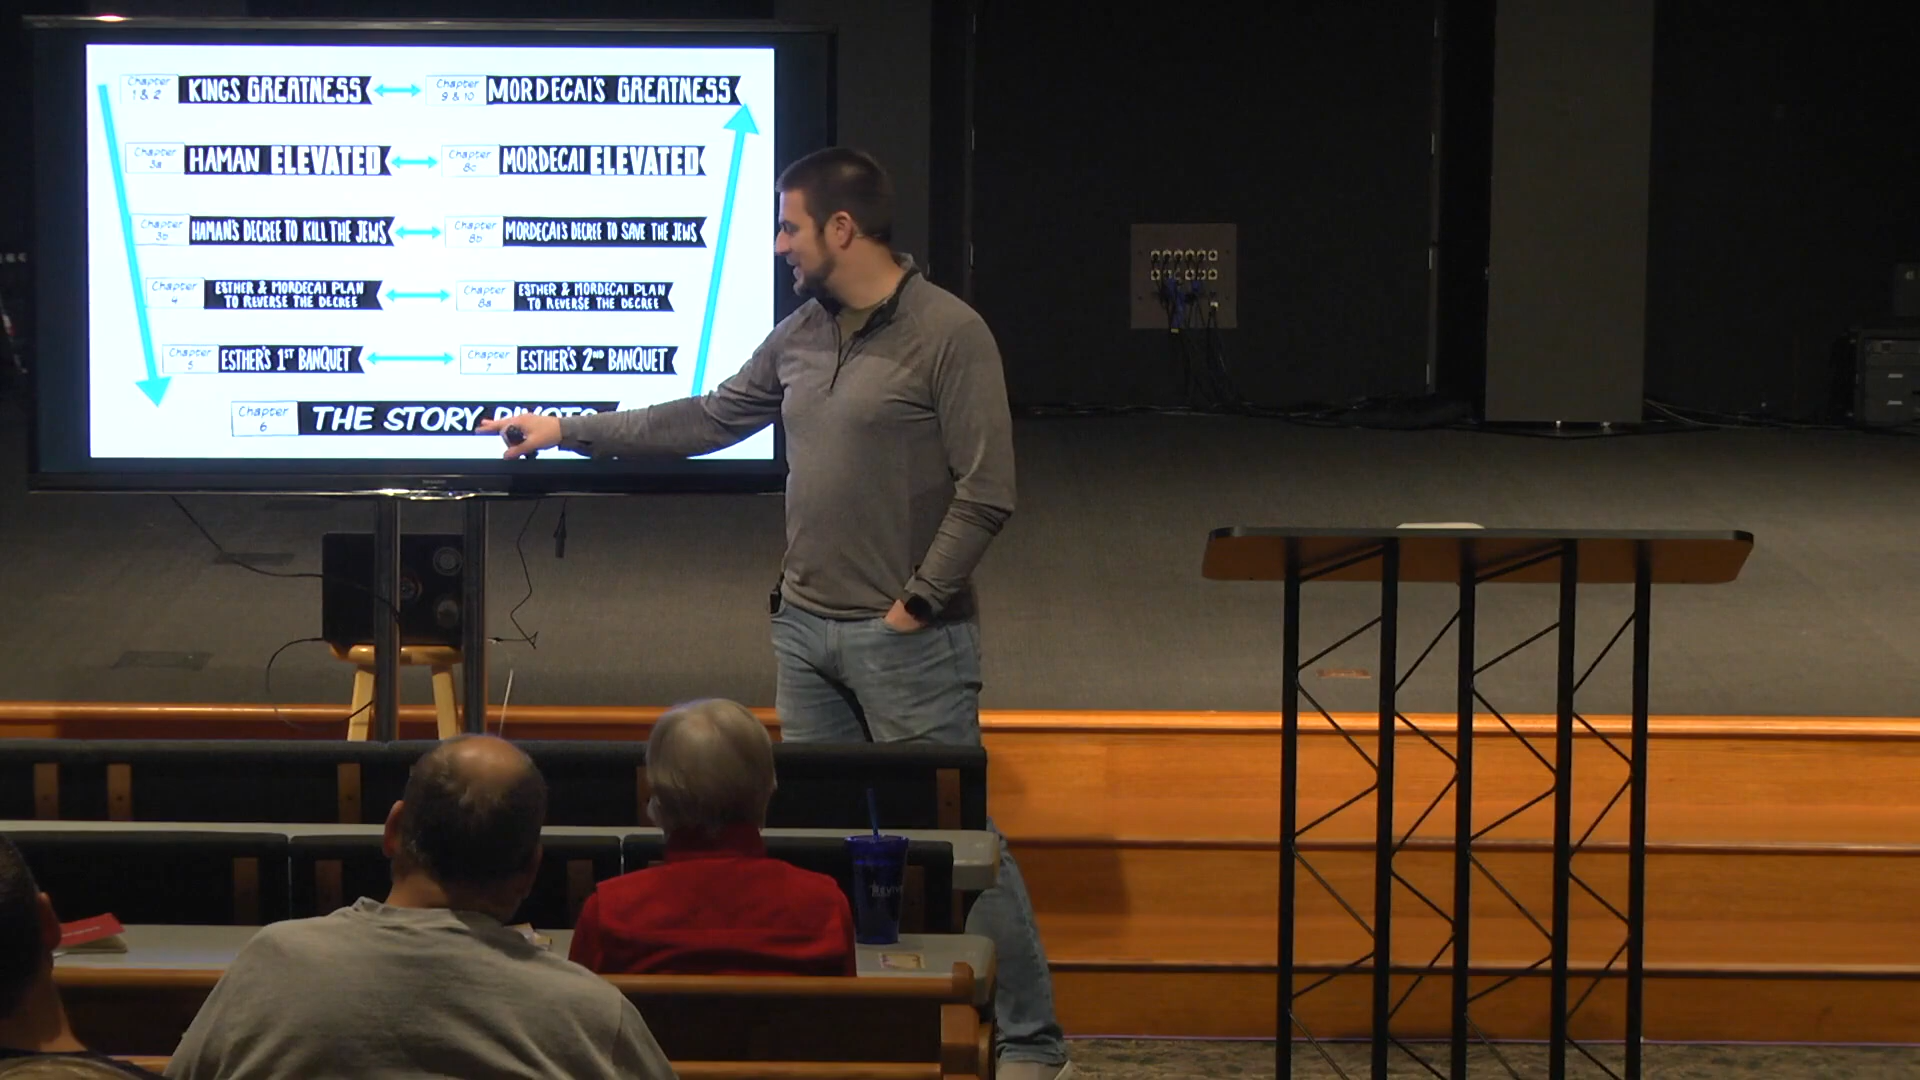 Chapter 1 & 2 KINGS GREATNESS
Chapter 9 & 10 MORDECAI'S GREATNESS
Chapter 3a HAMAN ELEVATED
Chapter 8c MORDECAI ELEVATED
Chapter 3b HAMAN'S DECREE TO KILL THE JEWS
Chapter 8b MORDECAI'S DECREE TO SAVE THE JEWS
Chapter 4 ESTHER & MORDECAI PLAN
TO REVERSE THE DECREE
Chapter 8a ESTHER & MORDECAI PLAN
TO REVERSE THE DECREE
Chapter 5 ESTHER'S 1ST BANQUET
Chapter 7 ESTHER'S 2ND BANQUET
Chapter 6 THE STORY